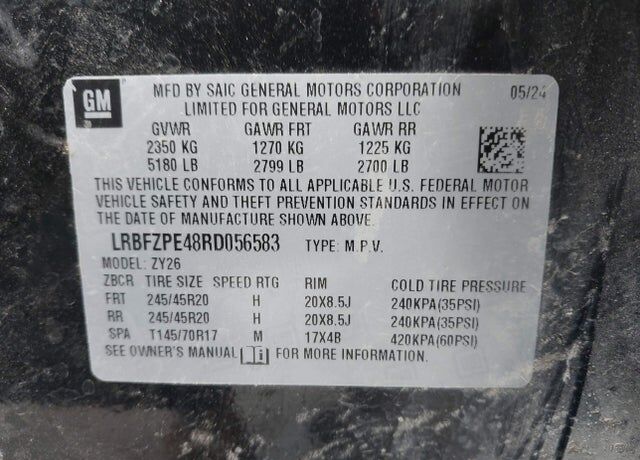 GM
MFD BY SAIC GENERAL MOTORS CORPORATION 05/24
LIMITED FOR GENERAL MOTORS LLC
GVWR GAWR FRT GAWR RR
2350 KG 1270 KG 1225 KG
5180 LB 2799 LB 2700 LB
THIS VEHICLE CONFORMS TO ALL APPLICABLE U.S. FEDERAL MOTOR
VEHICLE SAFETY AND THEFT PREVENTION STANDARDS IN EFFECT ON THE
DATE OF MANUFACTURE SHOWN ABOVE.
LRBFZPE48RD056583 TYPE: M.P.V.
MODEL: ZY26
ZBCR TIRE SIZE SPEED RTG RIM COLD TIRE PRESSURE
FRT 245/45R20 H 20X8.5J 240KPA(35PSI)
RR 245/45R20 H 20X8.5J 240KPA(35PSI)
SPA T145/70R17 M 17X4B 420KPA(60PSI)
SEE OWNER'S MANUAL FOR MORE INFORMATION.